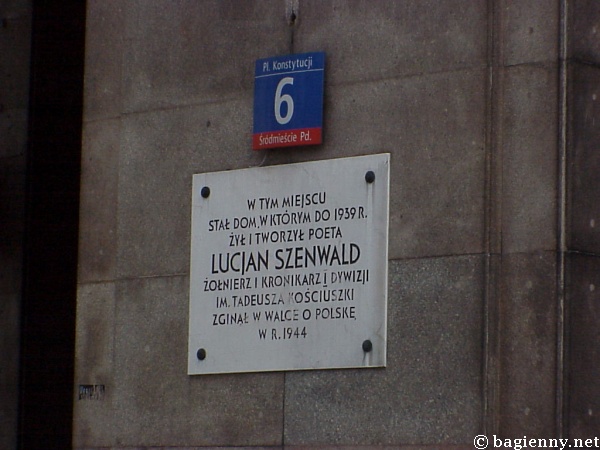 Pl. Konstytucji
6
Śródmieście Pd.
W TYM MIEJSCU
STAŁ DOM, W KTÓRYM DO 1939 R.
ŻYŁ I TWORZYŁ POETA
LUCJAN SZENWALD
ŻOŁNIERZ I KRONIKARZ I DYWIZJI
IM. TADEUSZA KOŚCIUSZKI
ZGINĄŁ W WALCE O POLSKĘ
W R. 1944
© bagienny.net